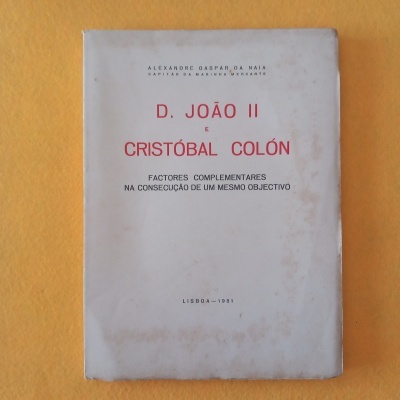 ALEXANDRE GASPAR DA NAIA
CAPITÃO DA MARINHA MERCANTE
D. JOÃO II
E
CRISTÓBAL COLÓN
FACTORES COMPLEMENTARES
NA CONSECUÇÃO DE UM MESMO OBJECTIVO
LISBOA—1951